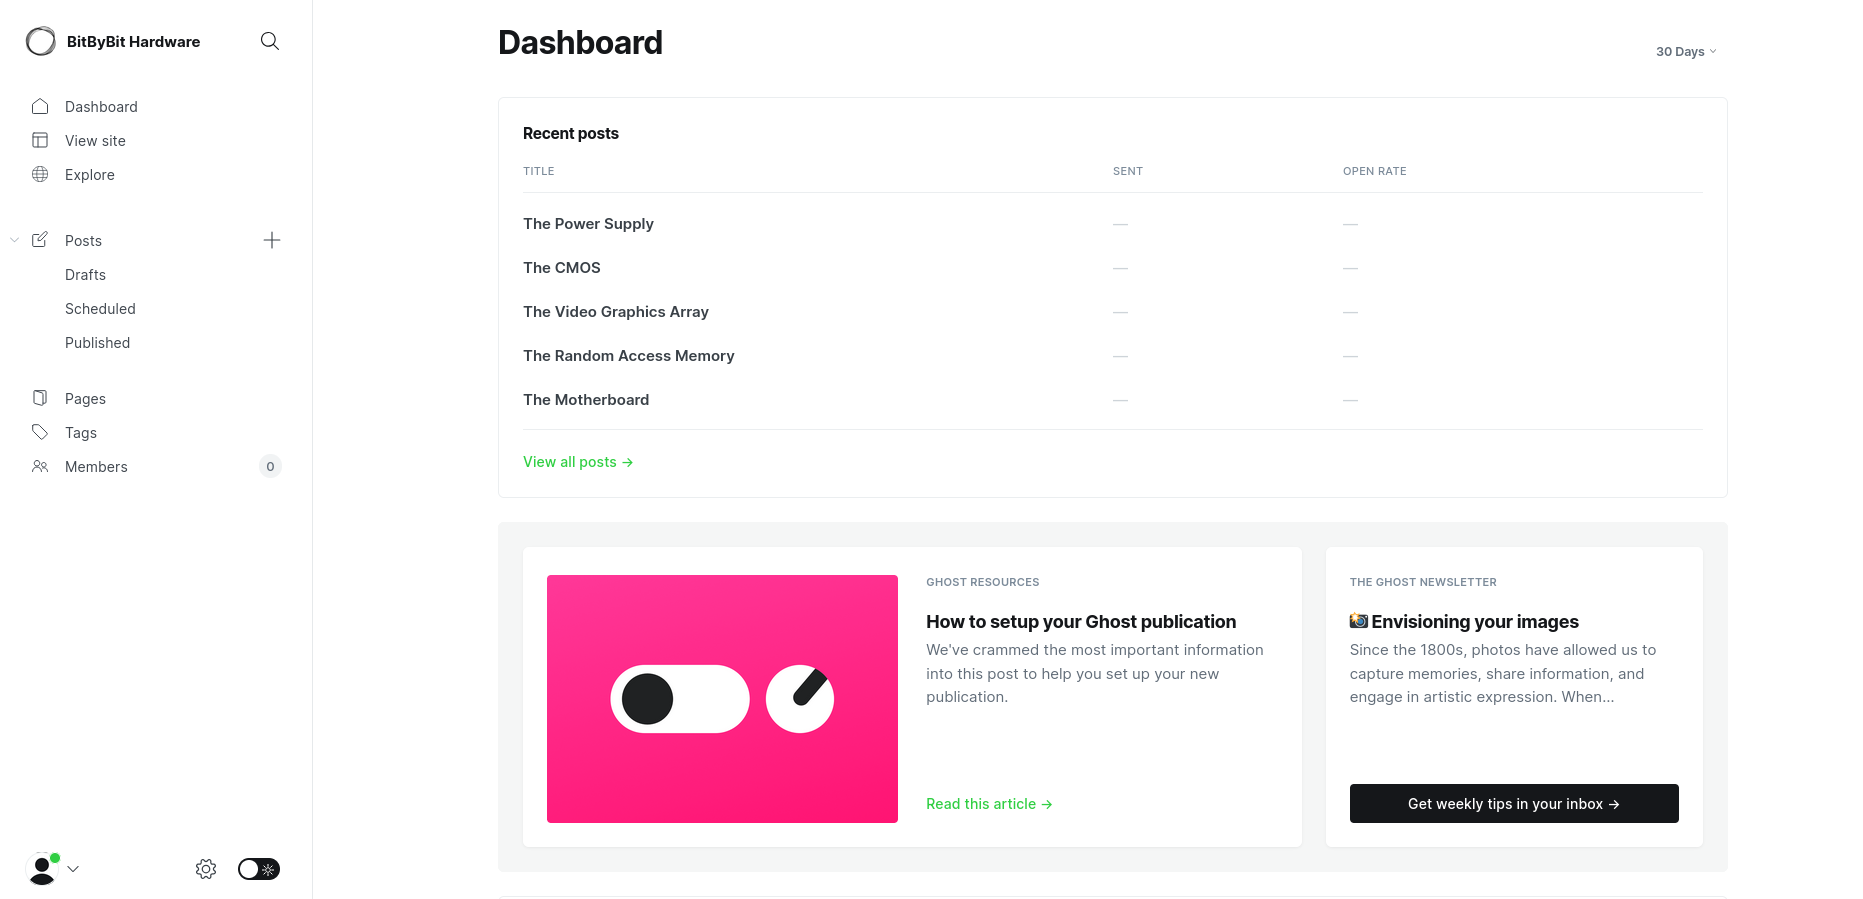 BitByBit Hardware
Dashboard
View site
Explore
Posts
Drafts
Scheduled
Published
Pages
Tags
Members 0
Dashboard
30 Days
Recent posts
TITLE SENT OPEN RATE
The Power Supply — —
The CMOS — —
The Video Graphics Array — —
The Random Access Memory — —
The Motherboard — —
View all posts →
GHOST RESOURCES
How to setup your Ghost publication
We've crammed the most important information
into this post to help you set up your new
publication.
Read this article →
THE GHOST NEWSLETTER
📸 Envisioning your images
Since the 1800s, photos have allowed us to
capture memories, share information, and
engage in artistic expression. When...
Get weekly tips in your inbox →